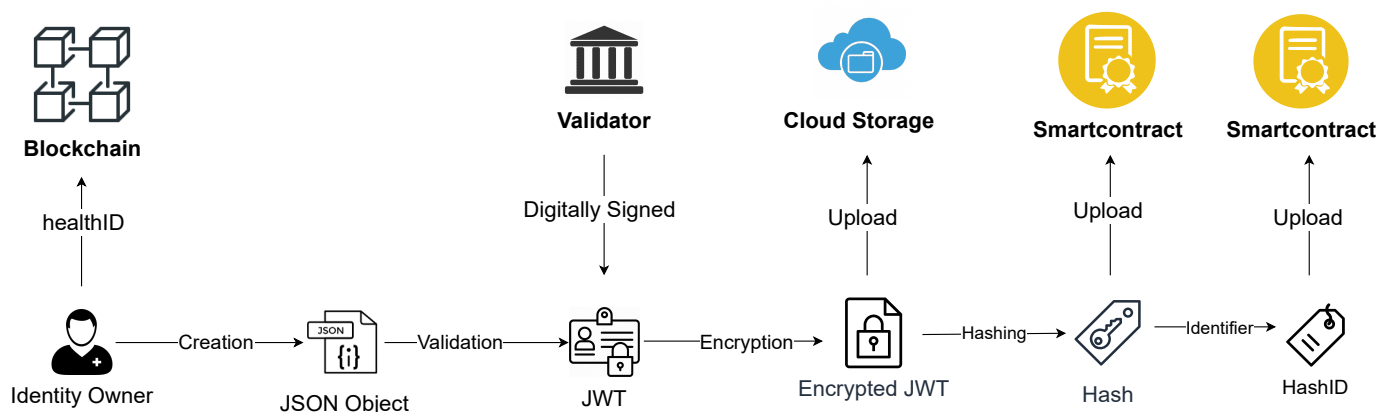 Blockchain
Validator
Cloud Storage
Smartcontract
Smartcontract
healthID
Digitally Signed
Upload
Upload
Upload
Creation
JSON
{i}
Validation
Encryption
Hashing
Identifier
Identity Owner
JSON Object
JWT
Encrypted JWT
Hash
HashID